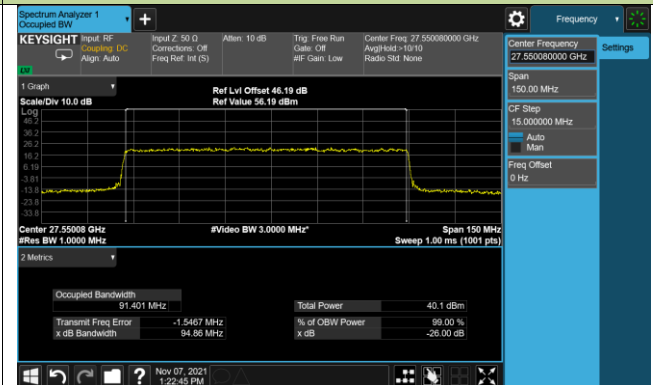 Spectrum Analyzer 1
Occupied BW
+
Frequency
KEYSIGHT
Input: RF
Coupling: DC
Align: Auto
Input Z: 50 Ω
Corrections: Off
Freq Ref: Int (S)
Atten: 10 dB
Trig: Free Run
Gate: Off
#IF Gain: Low
Center Freq: 27.550080000 GHz
Avg|Hold:>10/10
Radio Std: None
Center Frequency
27.550080000 GHz
Settings
Span
150.00 MHz
CF Step
15.000000 MHz
Auto
Man
Freq Offset
0 Hz
1 Graph
Scale/Div 10.0 dB
Ref Lvl Offset 46.19 dB
Ref Value 56.19 dBm
Log
46.2
36.2
26.2
16.2
6.19
-3.81
-13.8
-23.8
-33.8
Center 27.55008 GHz
#Res BW 1.0000 MHz
#Video BW 3.0000 MHz*
Span 150 MHz
Sweep 1.00 ms (1001 pts)
2 Metrics
Occupied Bandwidth
91.401 MHz
Total Power 40.1 dBm
Transmit Freq Error -1.5467 MHz
% of OBW Power 99.00 %
x dB Bandwidth 94.86 MHz
x dB -26.00 dB
?
Nov 07, 2021
1:22:45 PM